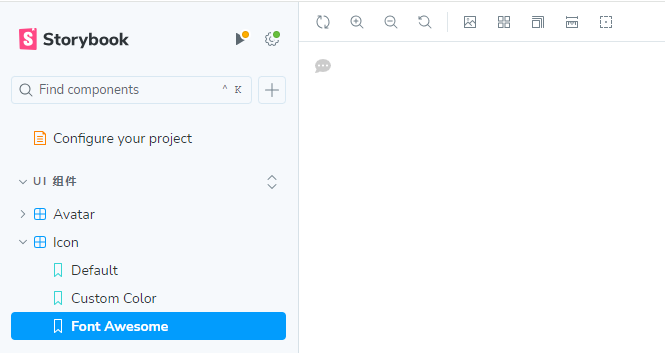 Storybook
Find components ^ K
Configure your project
UI 组件
Avatar
Icon
Default
Custom Color
Font Awesome